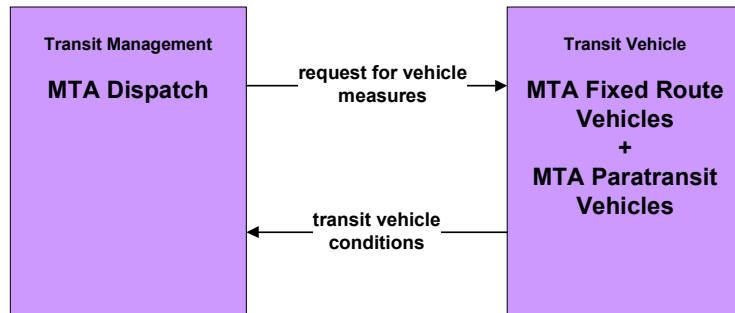 Transit Management
MTA Dispatch
request for vehicle
measures
transit vehicle
conditions
Transit Vehicle
MTA Fixed Route
Vehicles
+
MTA Paratransit
Vehicles